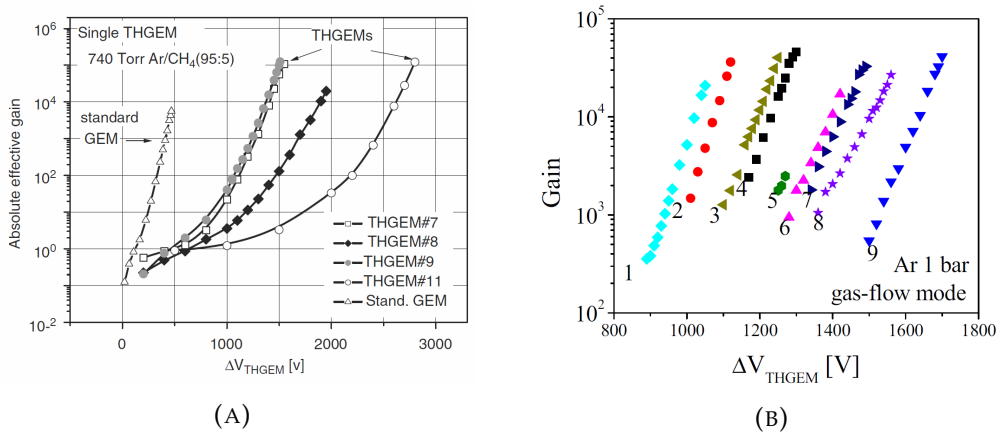 Single THGEM
740 Torr Ar/CH4(95:5)
THGEMs
standard
GEM
THGEM#7
THGEM#8
THGEM#9
THGEM#11
Stand. GEM
Absolute effective gain
10^6
10^4
10^2
10^0
10^-2
0
1000
2000
3000
ΔV_THGEM [v]
(A)
Gain
10^5
10^4
10^3
10^2
1
2
3
4
5
6
7
8
9
Ar 1 bar
gas-flow mode
800
1000
1200
1400
1600
1800
ΔV_THGEM [V]
(B)